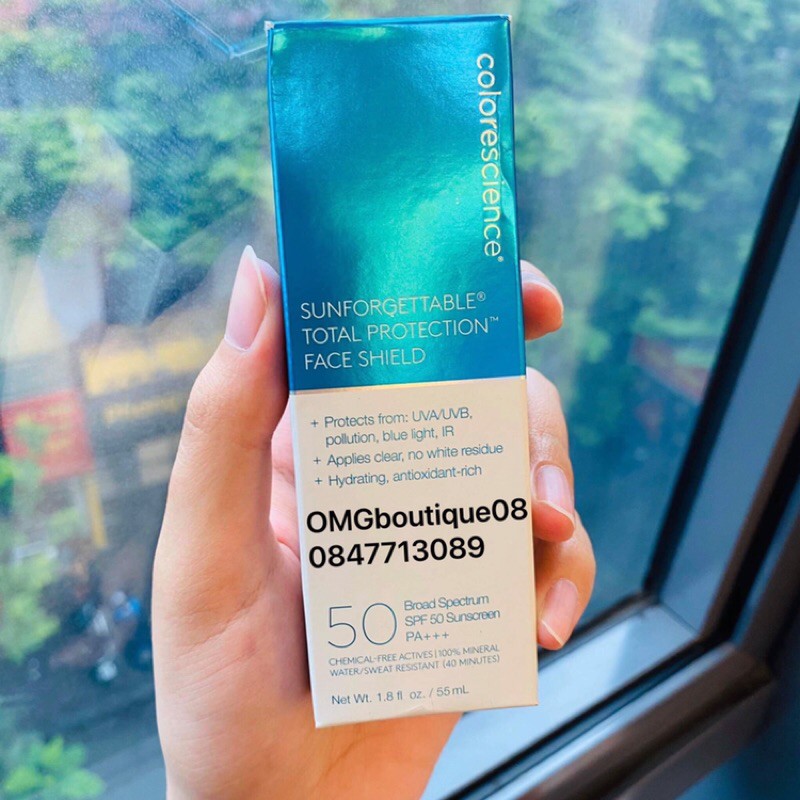 colorescience®
SUNFORGETTABLE®
TOTAL PROTECTION™
FACE SHIELD
+ Protects from: UVA/UVB,
pollution, blue light, IR
+ Applies clear, no white residue
+ Hydrating, antioxidant-rich
OMGboutique08
0847713089
50
Broad Spectrum
SPF 50 Sunscreen
PA+++
CHEMICAL-FREE ACTIVES | 100% MINERAL
WATER/SWEAT RESISTANT (40 MINUTES)
Net Wt. 1.8 fl oz. / 55 mL